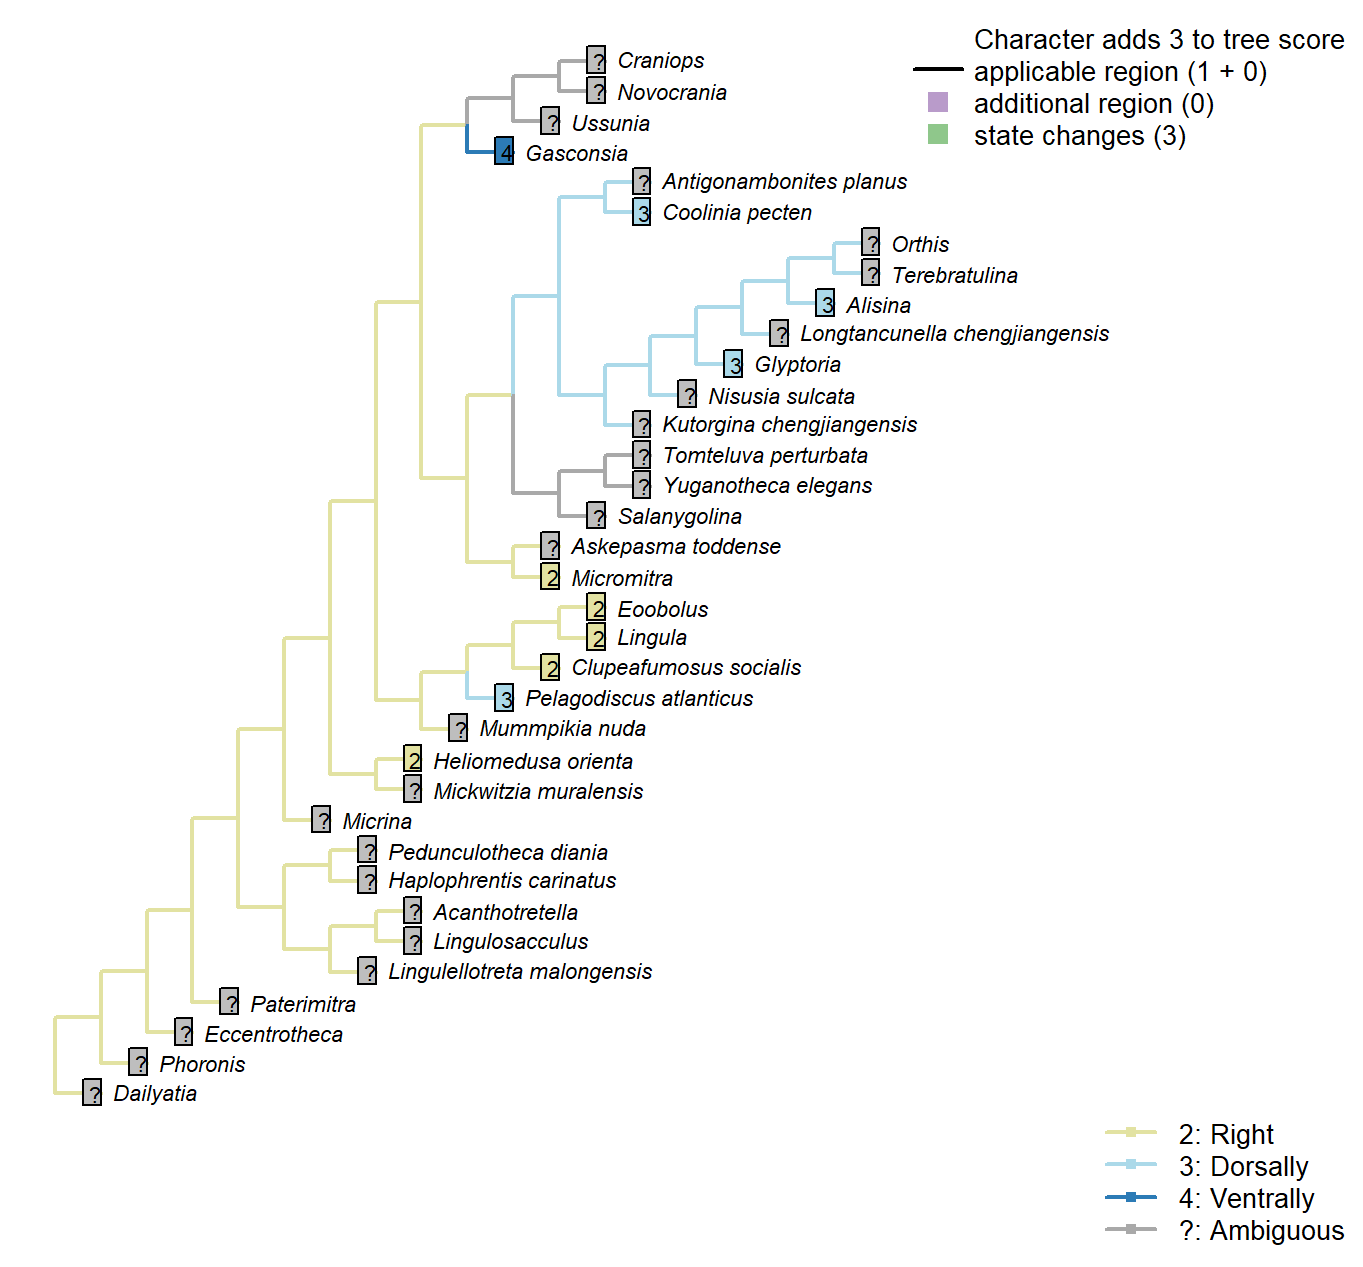 Character adds 3 to tree score
applicable region (1 + 0)
additional region (0)
state changes (3)
? Craniops
? Novocrania
? Ussunia
4 Gasconsia
? Antigonambonites planus
3 Coolinia pecten
? Orthis
? Terebratulina
3 Alisina
? Longtancunella chengjiangensis
3 Glyptoria
? Nisusia sulcata
? Kutorgina chengjiangensis
? Tomteluva perturbata
? Yuganotheca elegans
? Salanygolina
? Askepasma toddense
2 Micromitra
2 Eoobolus
2 Lingula
2 Clupeafumosus socialis
3 Pelagodiscus atlanticus
? Mummpikia nuda
2 Heliomedusa orienta
? Mickwitzia muralensis
? Micrina
? Pedunculotheca diania
? Haplophrentis carinatus
? Acanthotretella
? Lingulosacculus
? Lingulellotreta malongensis
? Paterimitra
? Eccentrotheca
? Phoronis
? Dailyatia
2: Right
3: Dorsally
4: Ventrally
?: Ambiguous